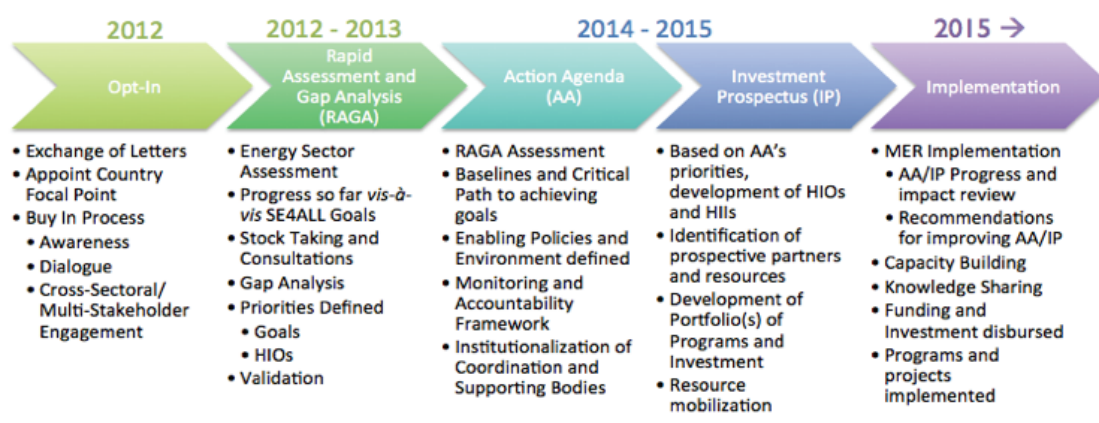 2012
2012 - 2013
2014 - 2015
2015 →
Opt-In
Rapid
Assessment and
Gap Analysis
(RAGA)
Action Agenda
(AA)
Investment
Prospectus (IP)
Implementation
• Exchange of Letters
• Appoint Country
Focal Point
• Buy In Process
• Awareness
• Dialogue
• Cross-Sectoral/
Multi-Stakeholder
Engagement
• Energy Sector
Assessment
• Progress so far vis-à-
vis SE4ALL Goals
• Stock Taking and
Consultations
• Gap Analysis
• Priorities Defined
• Goals
• HIOs
• Validation
• RAGA Assessment
• Baselines and Critical
Path to achieving
goals
• Enabling Policies and
Environment defined
• Monitoring and
Accountability
Framework
• Institutionalization of
Coordination and
Supporting Bodies
• Based on AA's
priorities,
development of HIOs
and HIIs
• Identification of
prospective partners
and resources
• Development of
Portfolio(s) of
Programs and
Investment
• Resource
mobilization
• MER Implementation
• AA/IP Progress and
impact review
• Recommendations
for improving AA/IP
• Capacity Building
• Knowledge Sharing
• Funding and
Investment disbursed
• Programs and
projects
implemented